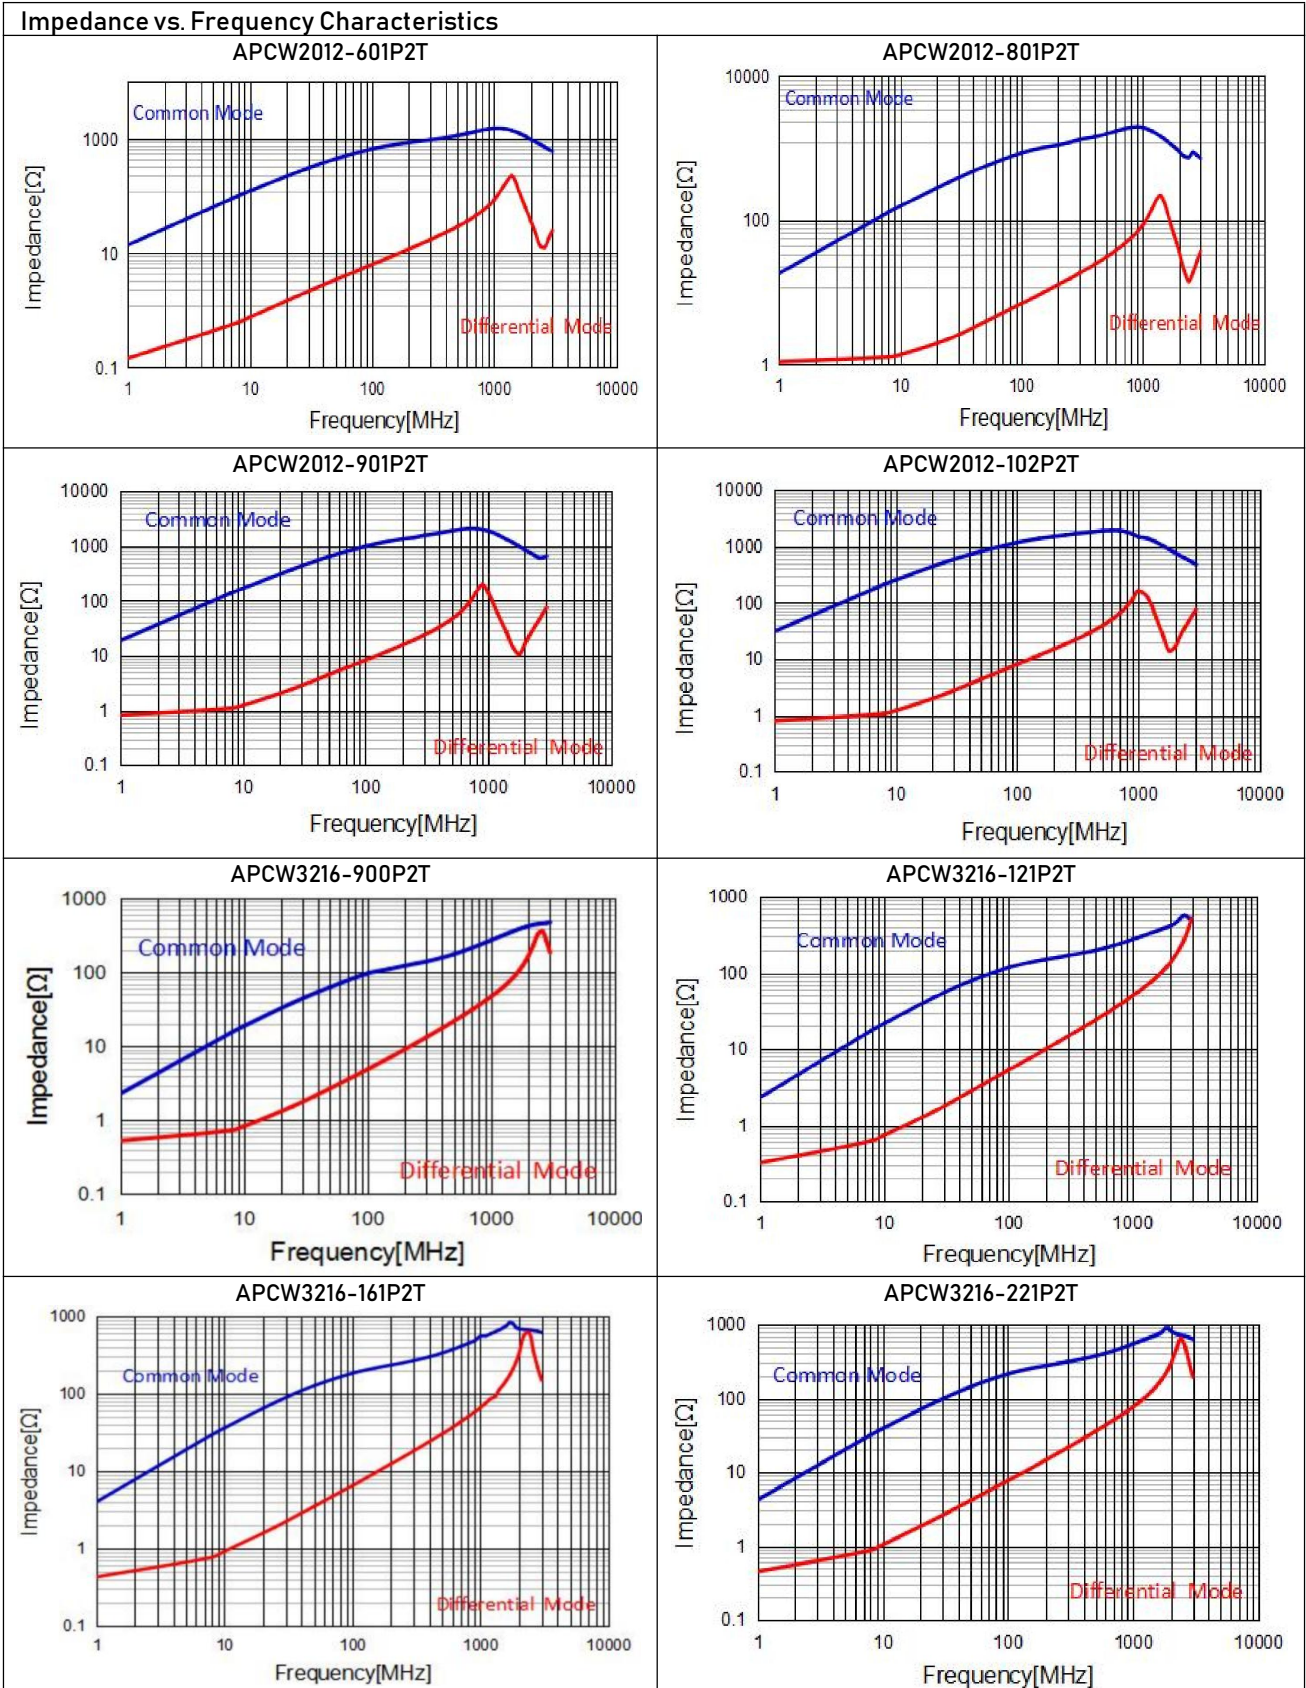 Impedance vs. Frequency Characteristics
APCW2012-601P2T
Common Mode
1000
10
0.1
Impedance[Ω]
Differential Mode
1 10 100 1000 10000
Frequency[MHz]
APCW2012-801P2T
10000
Common Mode
100
1
Impedance[Ω]
Differential Mode
1 10 100 1000 10000
Frequency[MHz]
APCW2012-901P2T
10000
Common Mode
1000
100
10
1
0.1
Impedance[Ω]
Differential Mode
1 10 100 1000 10000
Frequency[MHz]
APCW2012-102P2T
10000
Common Mode
1000
100
10
1
0.1
Impedance[Ω]
Differential Mode
1 10 100 1000 10000
Frequency[MHz]
APCW3216-900P2T
1000
Common Mode
100
10
1
0.1
Impedance[Ω]
Differential Mode
1 10 100 1000 10000
Frequency[MHz]
APCW3216-121P2T
1000
Common Mode
100
10
1
0.1
Impedance[Ω]
Differential Mode
1 10 100 1000 10000
Frequency[MHz]
APCW3216-161P2T
1000
Common Mode
100
10
1
0.1
Impedance[Ω]
Differential Mode
1 10 100 1000 10000
Frequency[MHz]
APCW3216-221P2T
1000
Common Mode
100
10
1
0.1
Impedance[Ω]
Differential Mode
1 10 100 1000 10000
Frequency[MHz]